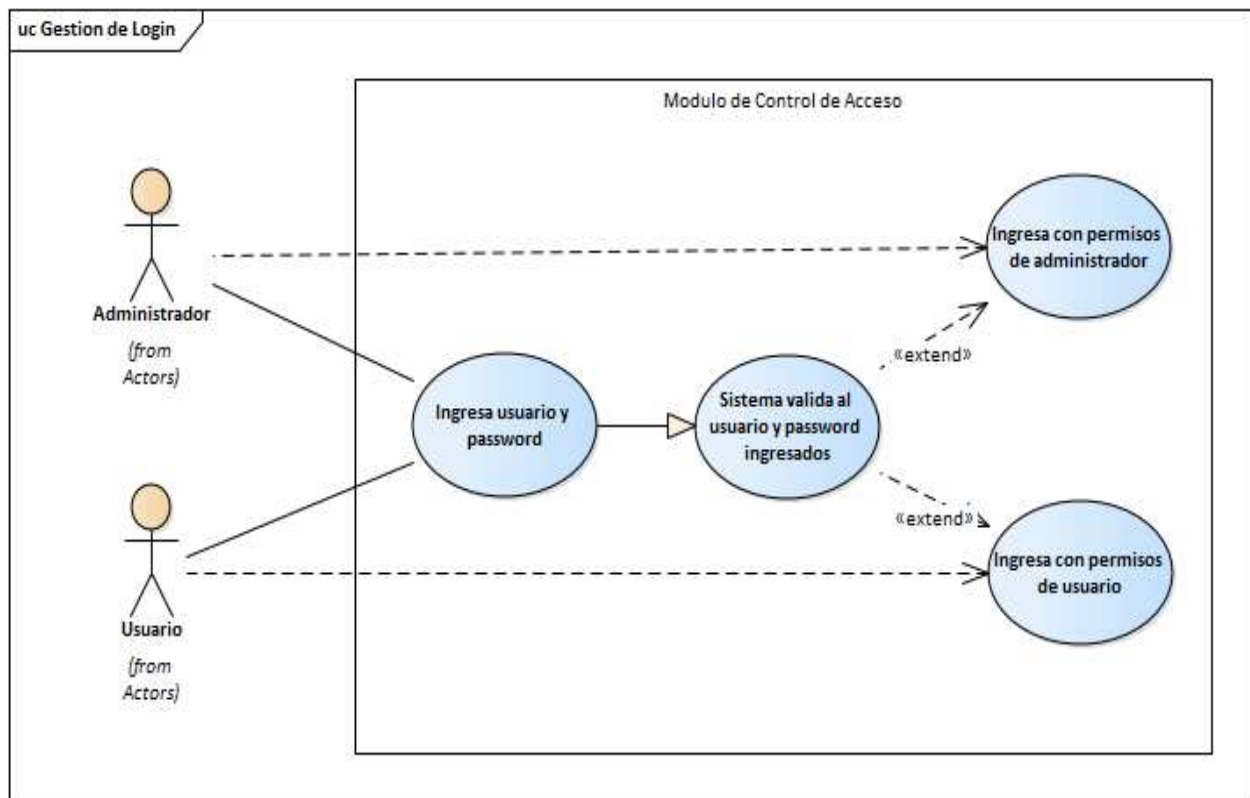 uc Gestion de Login
Modulo de Control de Acceso
Administrador
(from
Actors)
Ingresa con permisos
de administrador
«extend»
Ingresa usuario y
password
Sistema valida al
usuario y password
ingresados
«extend»
Usuario
(from
Actors)
Ingresa con permisos
de usuario